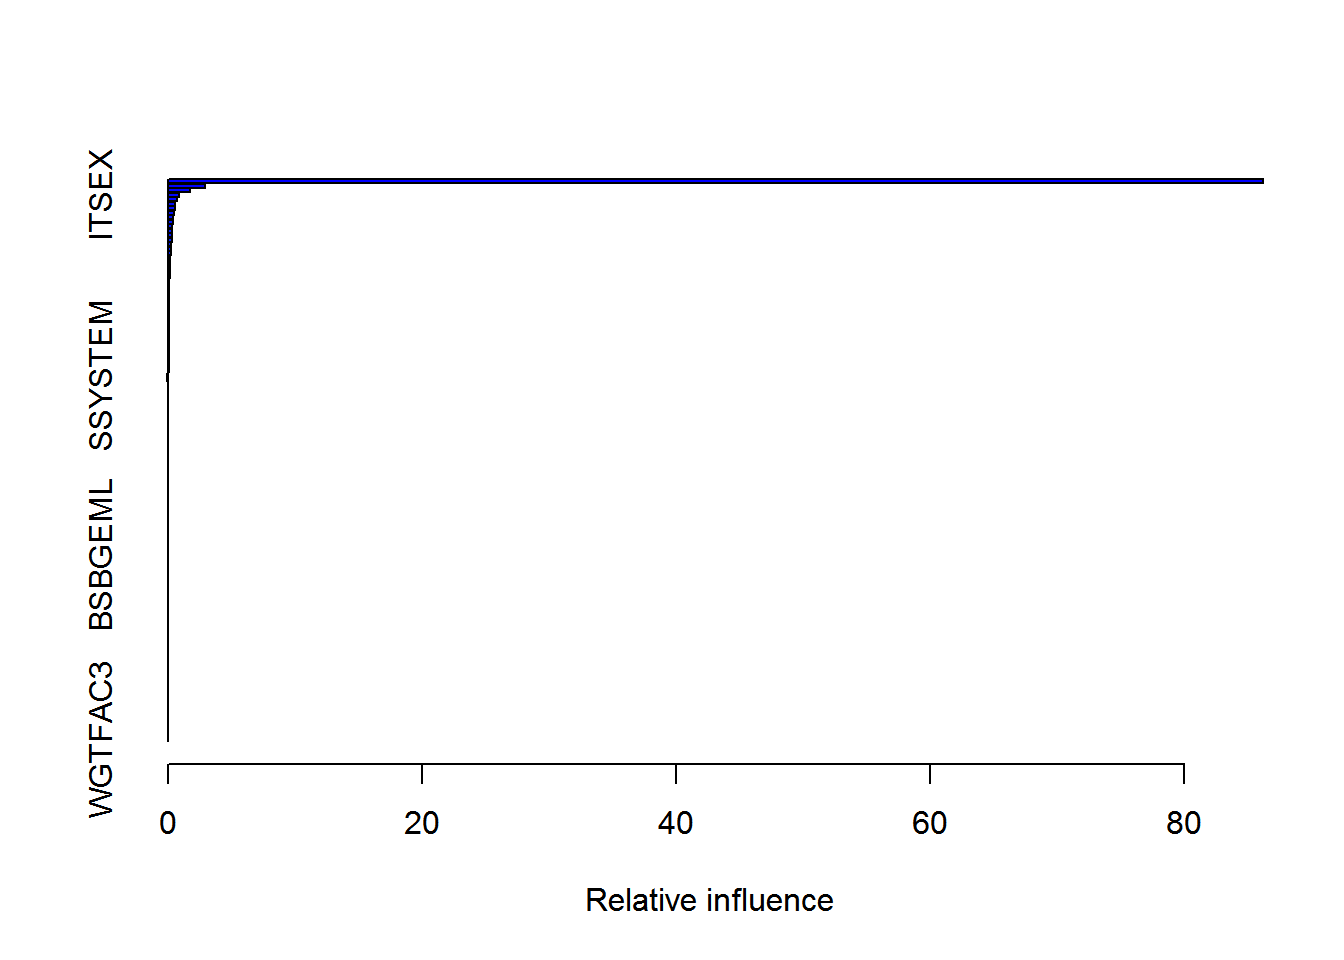 ITSEX
SSYSTEM
BSBGEML
WGTFAC3
0 20 40 60 80
Relative influence